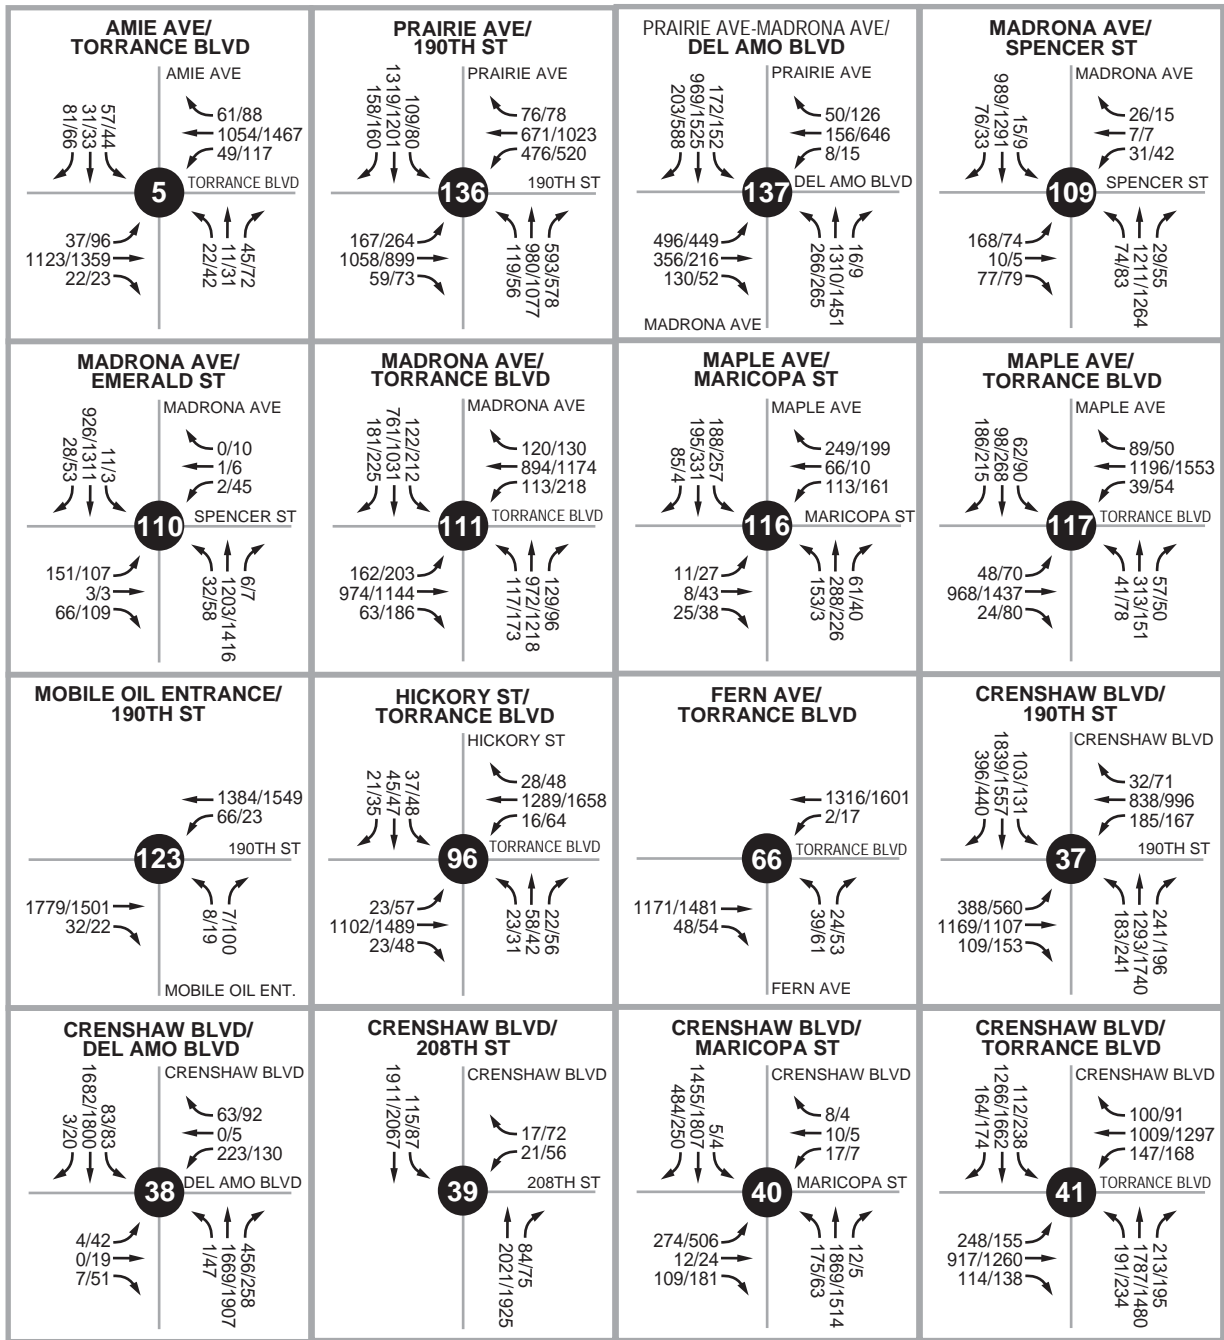 AMIE AVE/
TORRANCE BLVD
AMIE AVE
81/66
31/33
57/44
61/88
1054/1467
49/117
5
TORRANCE BLVD
37/96
1123/1359
22/23
22/42
11/31
45/72
PRAIRIE AVE/
190TH ST
PRAIRIE AVE
158/160
1319/1201
109/80
76/78
671/1023
476/520
136
190TH ST
167/264
1058/899
59/73
119/56
980/1077
593/578
PRAIRIE AVE-MADRONA AVE/
DEL AMO BLVD
PRAIRIE AVE
203/588
969/1525
172/152
50/126
156/646
8/15
137
DEL AMO BLVD
496/449
356/216
130/52
266/265
1310/1451
16/9
MADRONA AVE
MADRONA AVE/
SPENCER ST
MADRONA AVE
76/33
989/1291
15/9
26/15
7/7
31/42
109
SPENCER ST
168/74
10/5
77/79
74/83
1211/1264
29/55
MADRONA AVE/
EMERALD ST
MADRONA AVE
28/53
926/1311
11/3
0/10
1/6
2/45
110
SPENCER ST
151/107
3/3
66/109
32/58
1203/1416
6/7
MADRONA AVE/
TORRANCE BLVD
MADRONA AVE
181/225
761/1031
122/212
120/130
894/1174
113/218
111
TORRANCE BLVD
162/203
974/1144
63/186
117/173
972/1218
129/96
MAPLE AVE/
MARICOPA ST
MAPLE AVE
85/4
195/331
188/257
249/199
66/10
113/161
116
MARICOPA ST
11/27
8/43
25/38
153/3
288/226
61/40
MAPLE AVE/
TORRANCE BLVD
MAPLE AVE
186/215
98/268
62/90
89/50
1196/1553
39/54
117
TORRANCE BLVD
48/70
968/1437
24/80
41/78
313/151
57/50
MOBILE OIL ENTRANCE/
190TH ST
1384/1549
66/23
123
190TH ST
1779/1501
32/22
8/19
7/100
MOBILE OIL ENT.
HICKORY ST/
TORRANCE BLVD
HICKORY ST
21/35
45/47
37/48
28/48
1289/1658
16/64
96
TORRANCE BLVD
23/57
1102/1489
23/48
23/31
58/42
22/56
FERN AVE/
TORRANCE BLVD
1316/1601
2/17
66
TORRANCE BLVD
1171/1481
48/54
39/61
24/53
FERN AVE
CRENSHAW BLVD/
190TH ST
CRENSHAW BLVD
396/440
1839/1557
103/131
32/71
838/996
185/167
37
190TH ST
388/560
1169/1107
109/153
183/241
1293/1740
241/196
CRENSHAW BLVD/
DEL AMO BLVD
CRENSHAW BLVD
3/20
1682/1800
83/83
63/92
0/5
223/130
38
DEL AMO BLVD
4/42
0/19
7/51
1/47
1669/1907
456/258
CRENSHAW BLVD/
208TH ST
CRENSHAW BLVD
1911/2067
115/87
17/72
21/56
39
208TH ST
2021/1925
84/75
CRENSHAW BLVD/
MARICOPA ST
CRENSHAW BLVD
484/250
1455/1807
5/4
8/4
10/5
17/7
40
MARICOPA ST
274/506
12/24
109/181
175/63
1869/1514
12/5
CRENSHAW BLVD/
TORRANCE BLVD
CRENSHAW BLVD
164/174
1266/1662
112/238
100/91
1009/1297
147/168
41
TORRANCE BLVD
248/155
917/1260
114/138
191/234
1787/1480
213/195